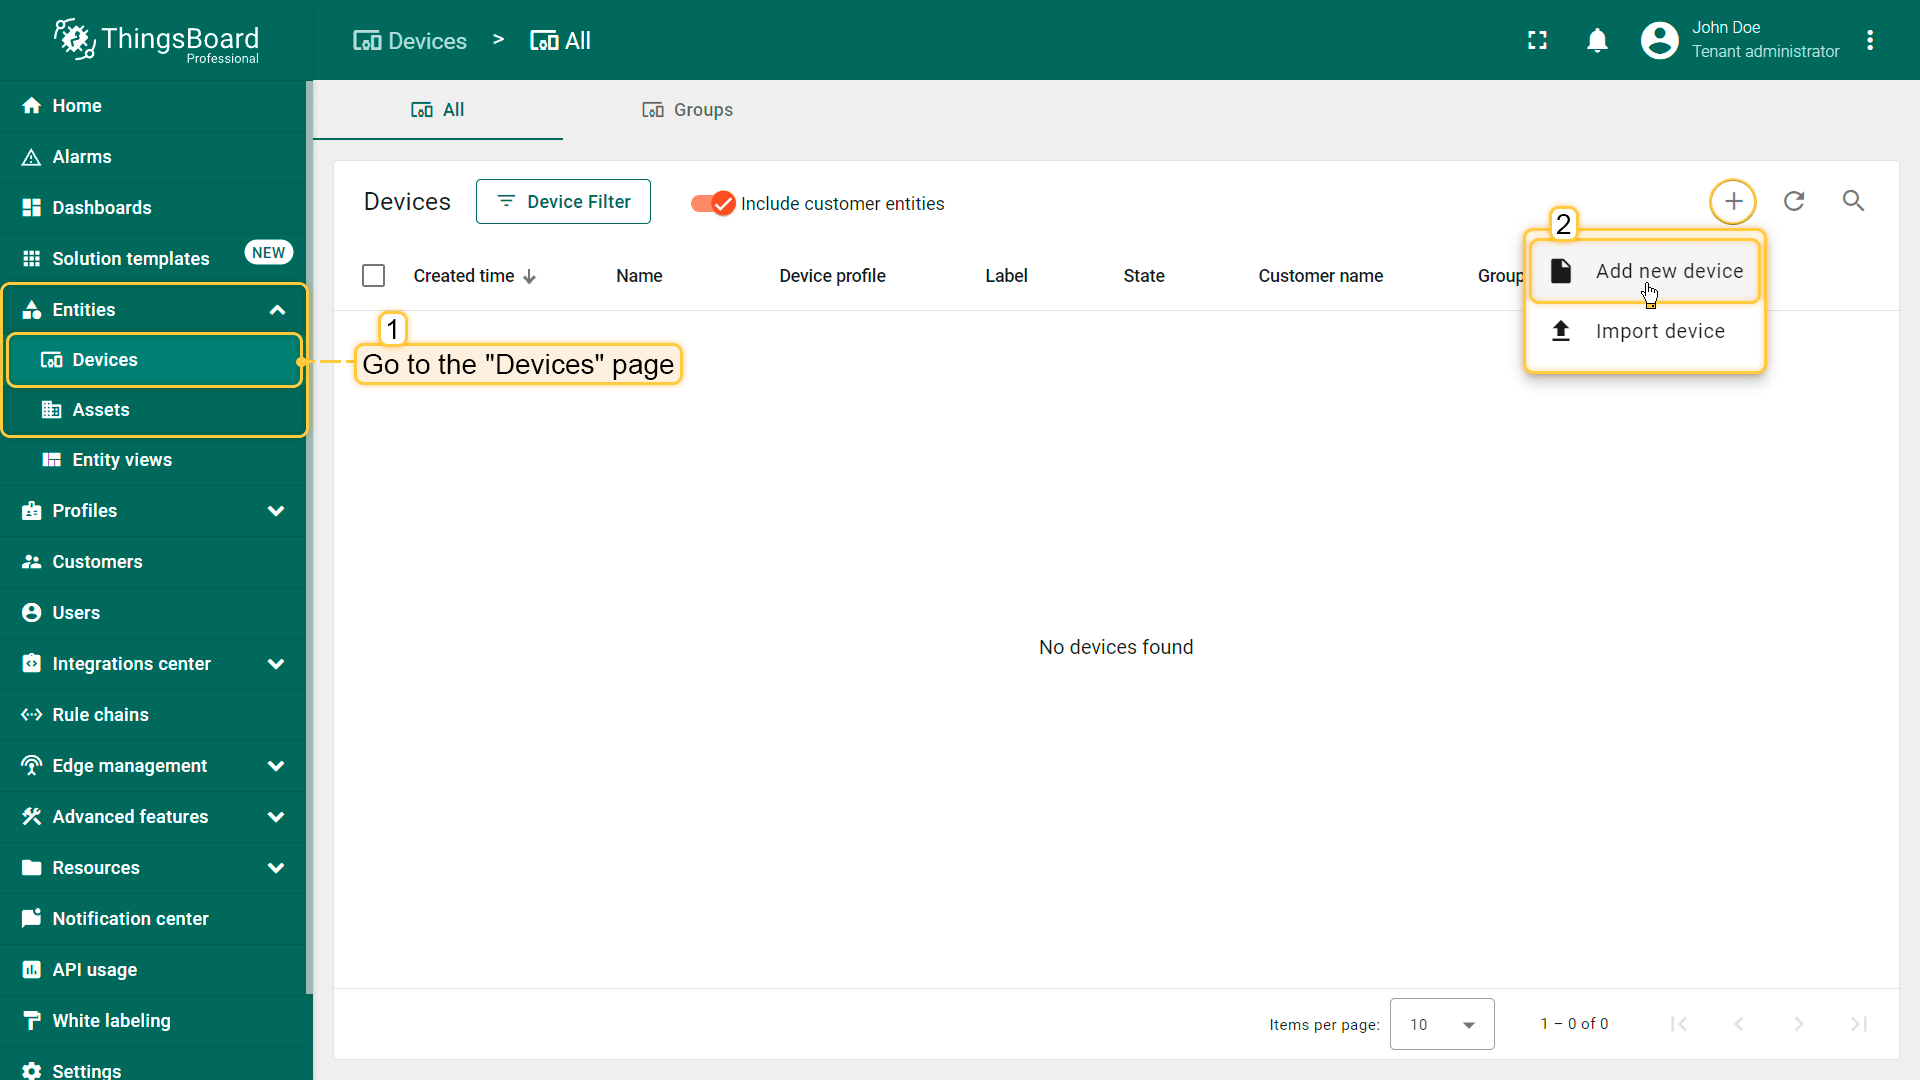 ThingsBoard
Professional
Devices > All
John Doe
Tenant administrator
Home
Alarms
Dashboards
Solution templates NEW
Entities
Devices
Assets
Entity views
Profiles
Customers
Users
Integrations center
Rule chains
Edge management
Advanced features
Resources
Notification center
API usage
White labeling
Settings
All
Groups
Devices
Device Filter
Include customer entities
Created time
Name
Device profile
Label
State
Customer name
Group
2
Add new device
Import device
1
Go to the "Devices" page
No devices found
Items per page: 10 1 – 0 of 0